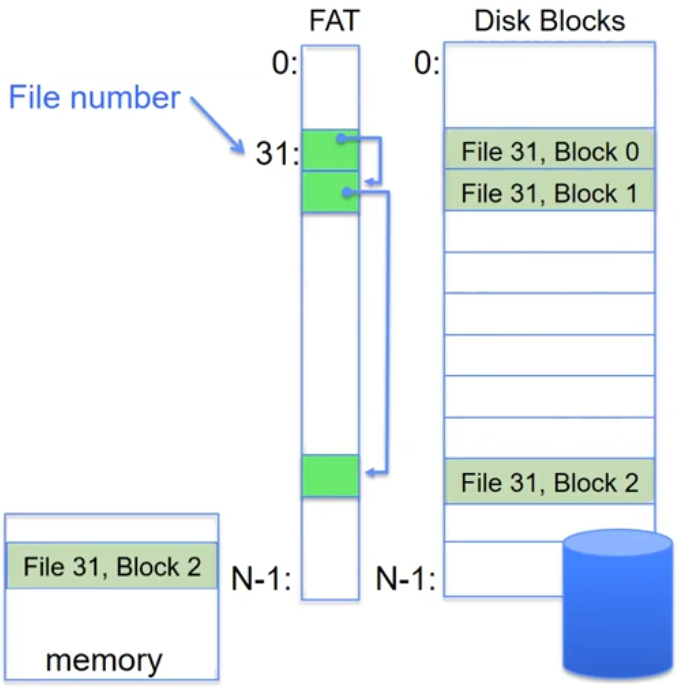 FAT
Disk Blocks
0:
0:
File number
31:
File 31, Block 0
File 31, Block 1
File 31, Block 2
File 31, Block 2
N-1:
N-1:
memory